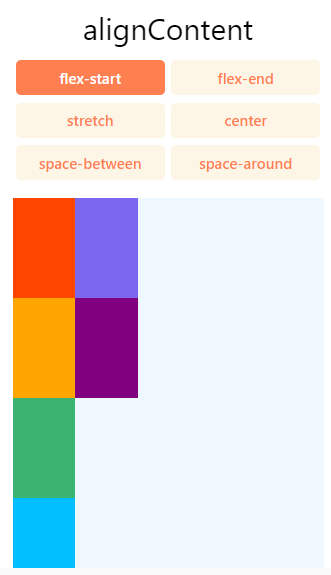 alignContent
flex-start flex-end
stretch center
space-between space-around